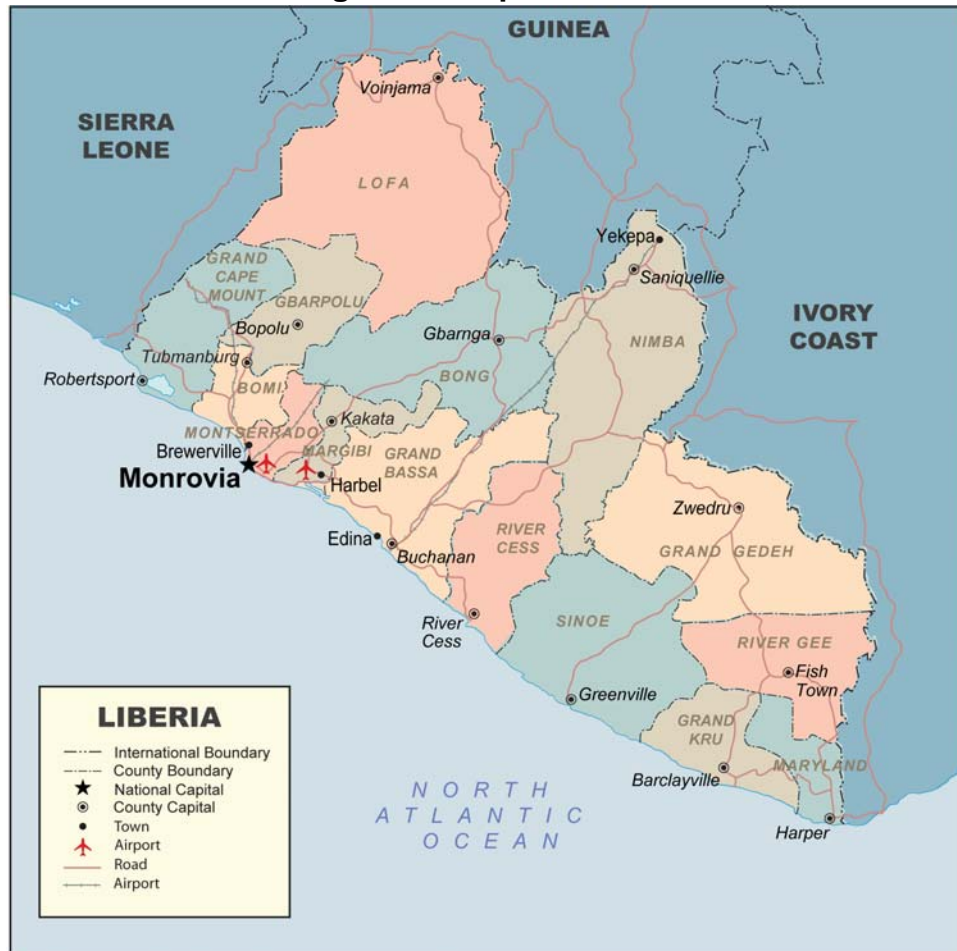 GUINEA
Voinjama
SIERRA
LEONE
LOFA
Yekepa
GRAND
CAPE
MOUNT
Saniquellie
GBARPOLU
IVORY
COAST
Bopolu
Gbarnga
NIMBA
Tubmanburg
BONG
Robertsport
BOMI
Kakata
MONTSERRADO
Brewerville
MARGIBI
GRAND
BASSA
Monrovia
Harbel
Zwedru
RIVER
CESS
Edina
Buchanan
GRAND GEDEH
River
Cess
SINOE
RIVER GEE
Fish
Town
Greenville
GRAND
KRU
MARYLAND
Barclayville
Harper
NORTH
ATLANTIC
OCEAN
LIBERIA
International Boundary
County Boundary
National Capital
County Capital
Town
Airport
Road
Airport